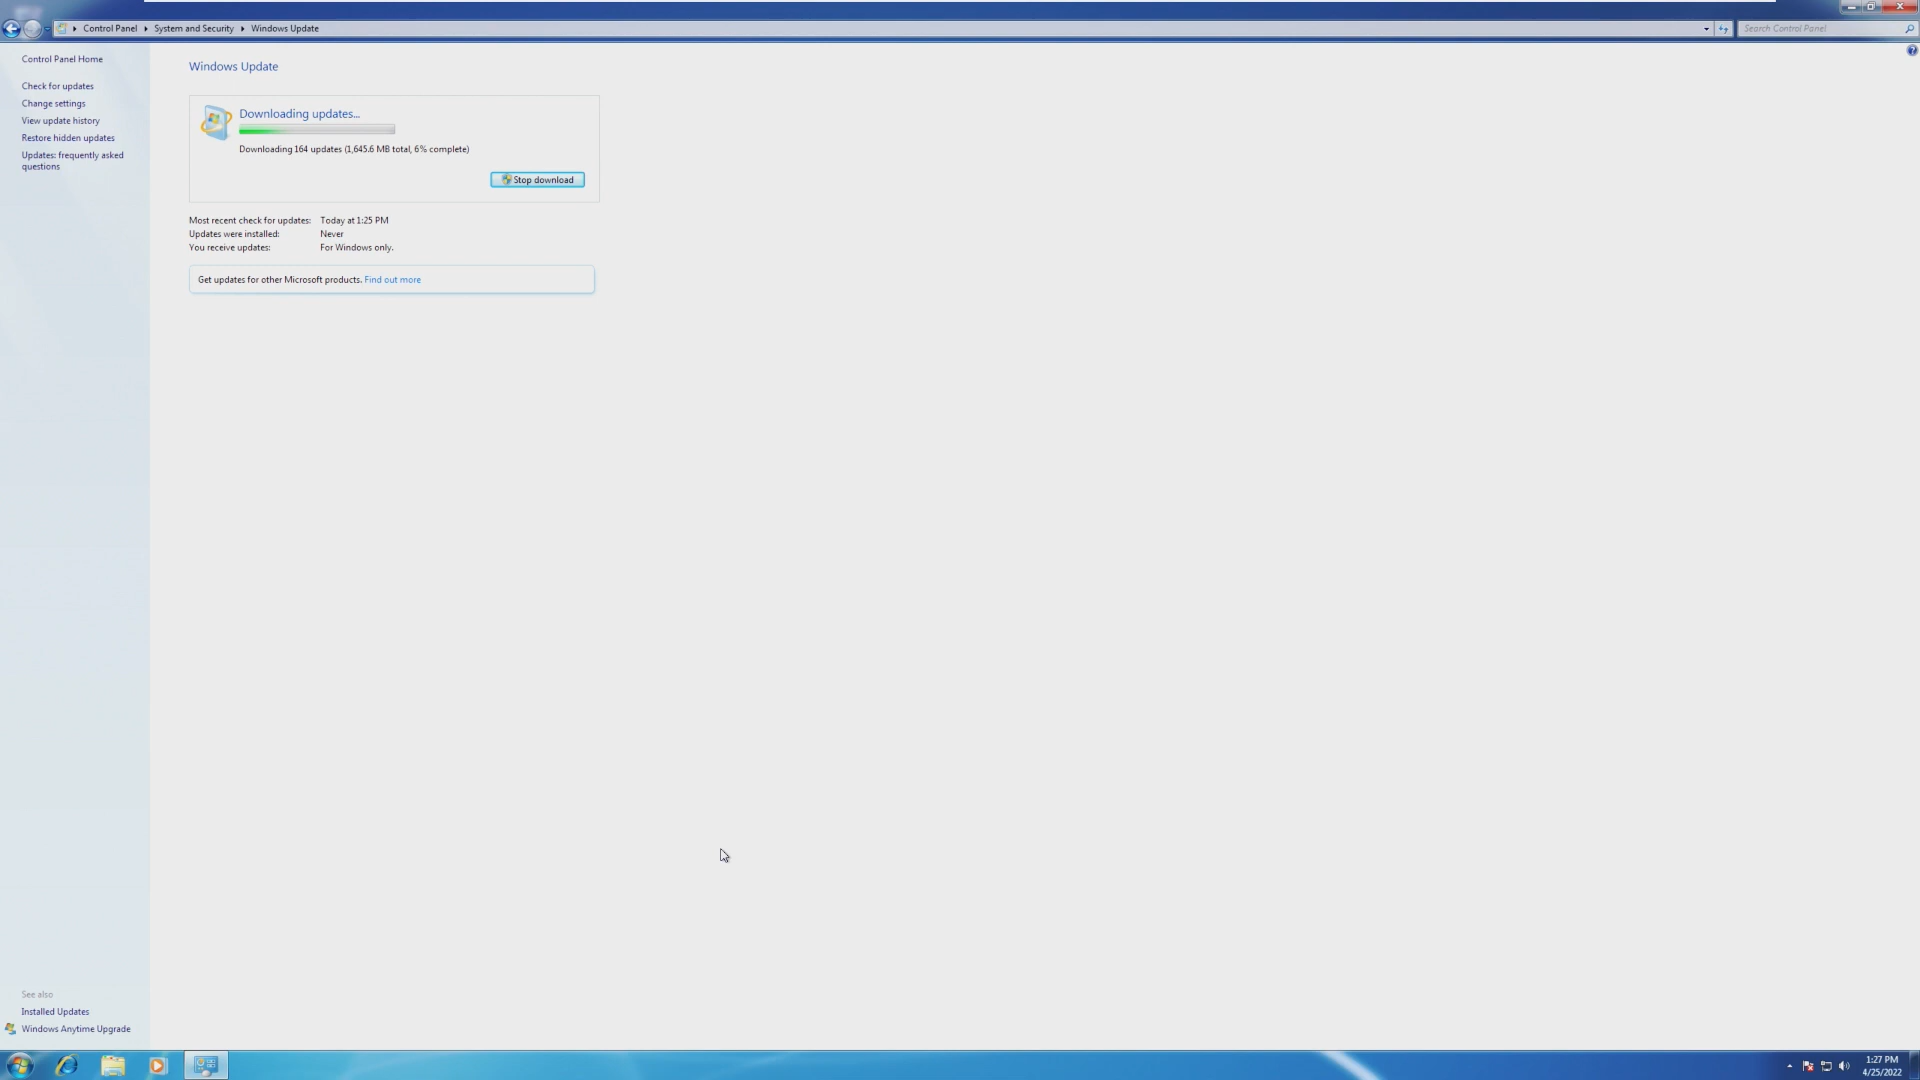 Control Panel
System and Security
Windows Update
Search Control Panel
Control Panel Home
Check for updates
Change settings
View update history
Restore hidden updates
Updates: frequently asked
questions
Windows Update
Downloading updates...
Downloading 164 updates (1,645.6 MB total, 6% complete)
Stop download
Most recent check for updates: Today at 1:25 PM
Updates were installed: Never
You receive updates: For Windows only.
Get updates for other Microsoft products. Find out more
See also
Installed Updates
Windows Anytime Upgrade
1:27 PM
4/25/2022